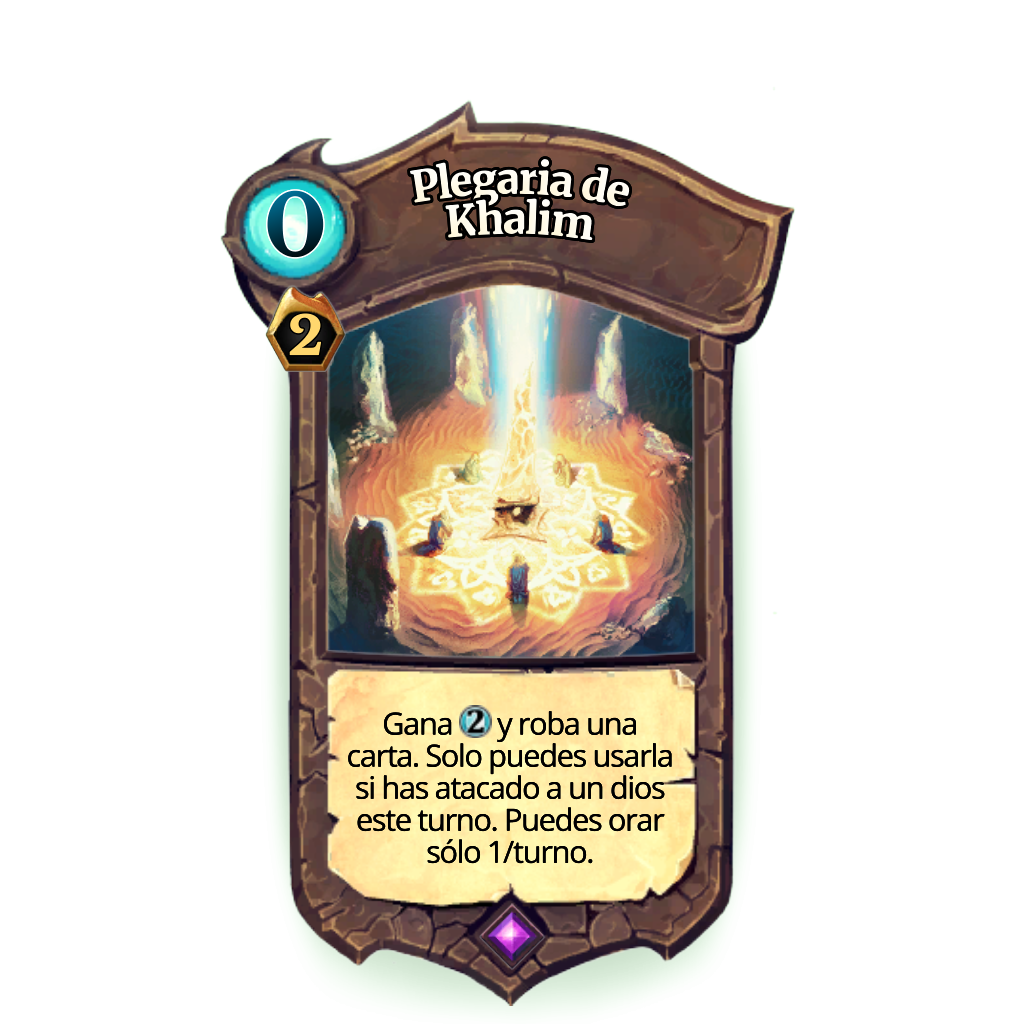 0
Plegaria de
Khalim
2
Gana 2 y roba una
carta. Solo puedes usarla
si has atacado a un dios
este turno. Puedes orar
sólo 1/turno.